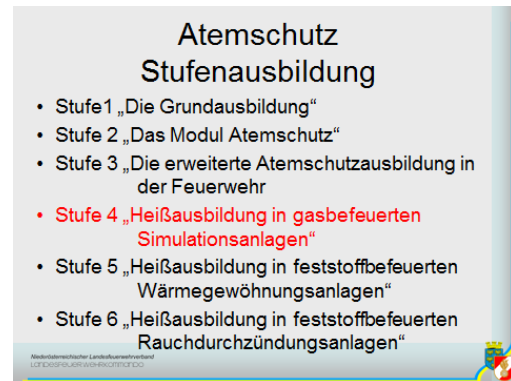 Atemschutz
Stufenausbildung
• Stufe1 „Die Grundausbildung“
• Stufe 2 „Das Modul Atemschutz“
• Stufe 3 „Die erweiterte Atemschutzausbildung in
der Feuerwehr
• Stufe 4 „Heißausbildung in gasbefeuerten
Simulationsanlagen“
• Stufe 5 „Heißausbildung in feststoffbefeuerten
Wärmegewöhnungsanlagen“
• Stufe 6 „Heißausbildung in feststoffbefeuerten
Rauchdurchzündungsanlagen“
Niederösterreichischer Landesfeuerwehrverband
Landesfeuerwehrkommando